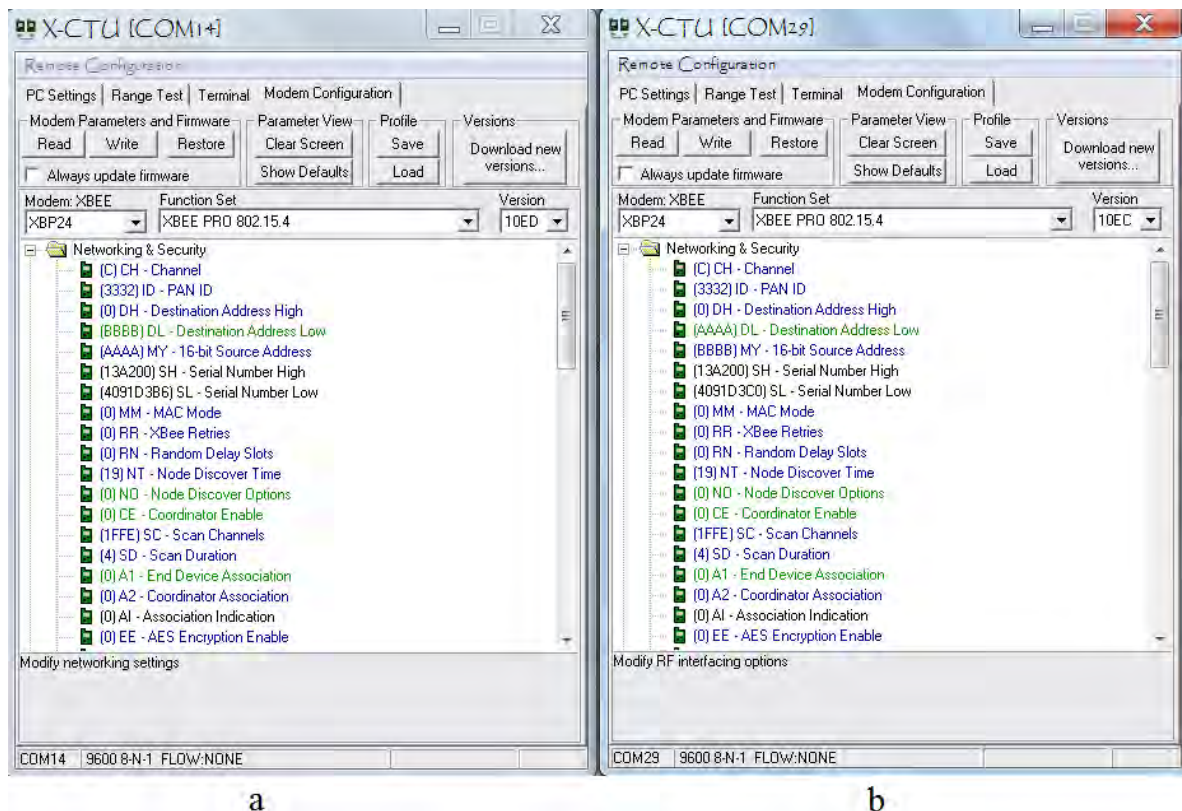 X-CTU [COM14]
Remote Configuration
PC Settings Range Test Terminal Modem Configuration
Modem Parameters and Firmware Parameter View Profile Versions
Read Write Restore Clear Screen Save Download new versions...
Always update firmware Show Defaults Load
Modem: XBEE Function Set Version
XBP24 XBEE PRO 802.15.4 10ED
Networking & Security
(C) CH - Channel
(3332) ID - PAN ID
(0) DH - Destination Address High
(BBBB) DL - Destination Address Low
(AAAA) MY - 16-bit Source Address
(13A200) SH - Serial Number High
(4091D3B6) SL - Serial Number Low
(0) MM - MAC Mode
(0) RR - XBee Retries
(0) RN - Random Delay Slots
(19) NT - Node Discover Time
(0) NO - Node Discover Options
(0) CE - Coordinator Enable
(1FFE) SC - Scan Channels
(4) SD - Scan Duration
(0) A1 - End Device Association
(0) A2 - Coordinator Association
(0) AI - Association Indication
(0) EE - AES Encryption Enable
Modify networking settings
COM14 9600 8-N-1 FLOW:NONE
a
X-CTU [COM29]
Remote Configuration
PC Settings Range Test Terminal Modem Configuration
Modem Parameters and Firmware Parameter View Profile Versions
Read Write Restore Clear Screen Save Download new versions...
Always update firmware Show Defaults Load
Modem: XBEE Function Set Version
XBP24 XBEE PRO 802.15.4 10EC
Networking & Security
(C) CH - Channel
(3332) ID - PAN ID
(0) DH - Destination Address High
(AAAA) DL - Destination Address Low
(BBBB) MY - 16-bit Source Address
(13A200) SH - Serial Number High
(4091D3C0) SL - Serial Number Low
(0) MM - MAC Mode
(0) RR - XBee Retries
(0) RN - Random Delay Slots
(19) NT - Node Discover Time
(0) NO - Node Discover Options
(0) CE - Coordinator Enable
(1FFE) SC - Scan Channels
(4) SD - Scan Duration
(0) A1 - End Device Association
(0) A2 - Coordinator Association
(0) AI - Association Indication
(0) EE - AES Encryption Enable
Modify RF interfacing options
COM29 9600 8-N-1 FLOW:NONE
b